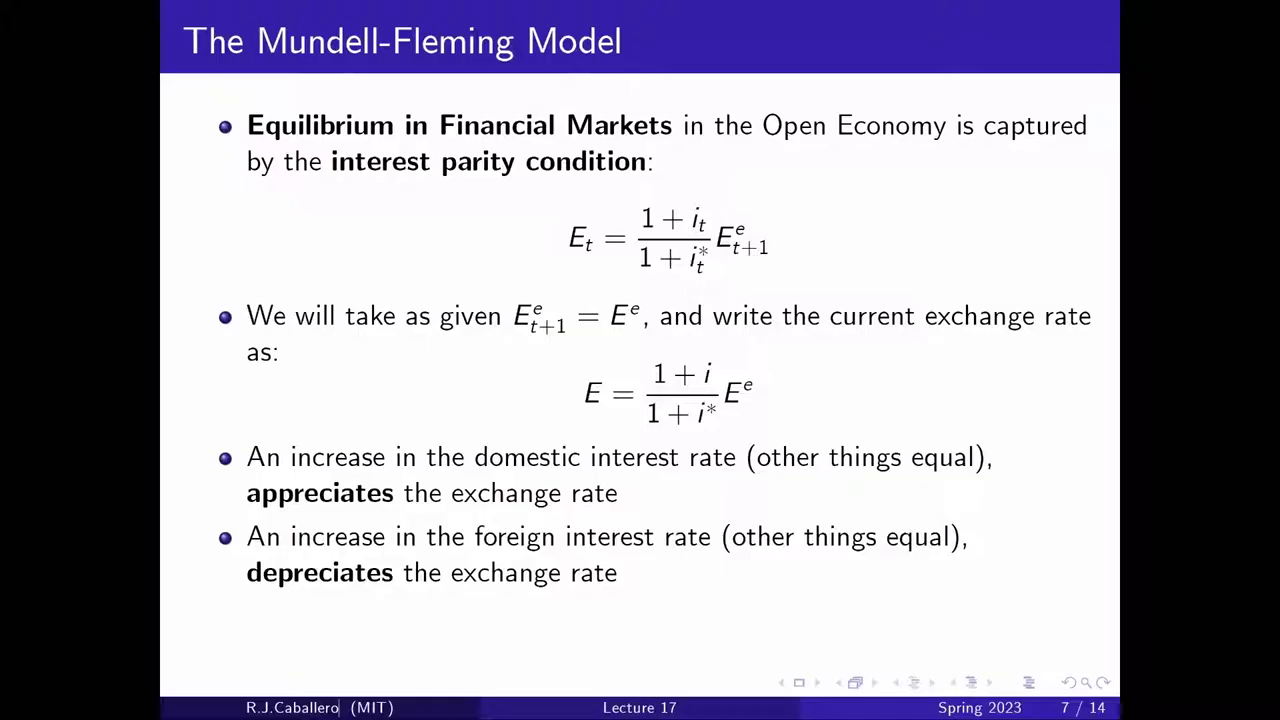 The Mundell-Fleming Model
Equilibrium in Financial Markets in the Open Economy is captured
by the interest parity condition:
E_t = \frac{1 + i_t}{1 + i_t^*} E_{t+1}^e
We will take as given E_{t+1}^e = E^e, and write the current exchange rate
as:
E = \frac{1 + i}{1 + i^*} E^e
An increase in the domestic interest rate (other things equal),
appreciates the exchange rate
An increase in the foreign interest rate (other things equal),
depreciates the exchange rate
R.J.Caballero (MIT) Lecture 17 Spring 2023 7 / 14